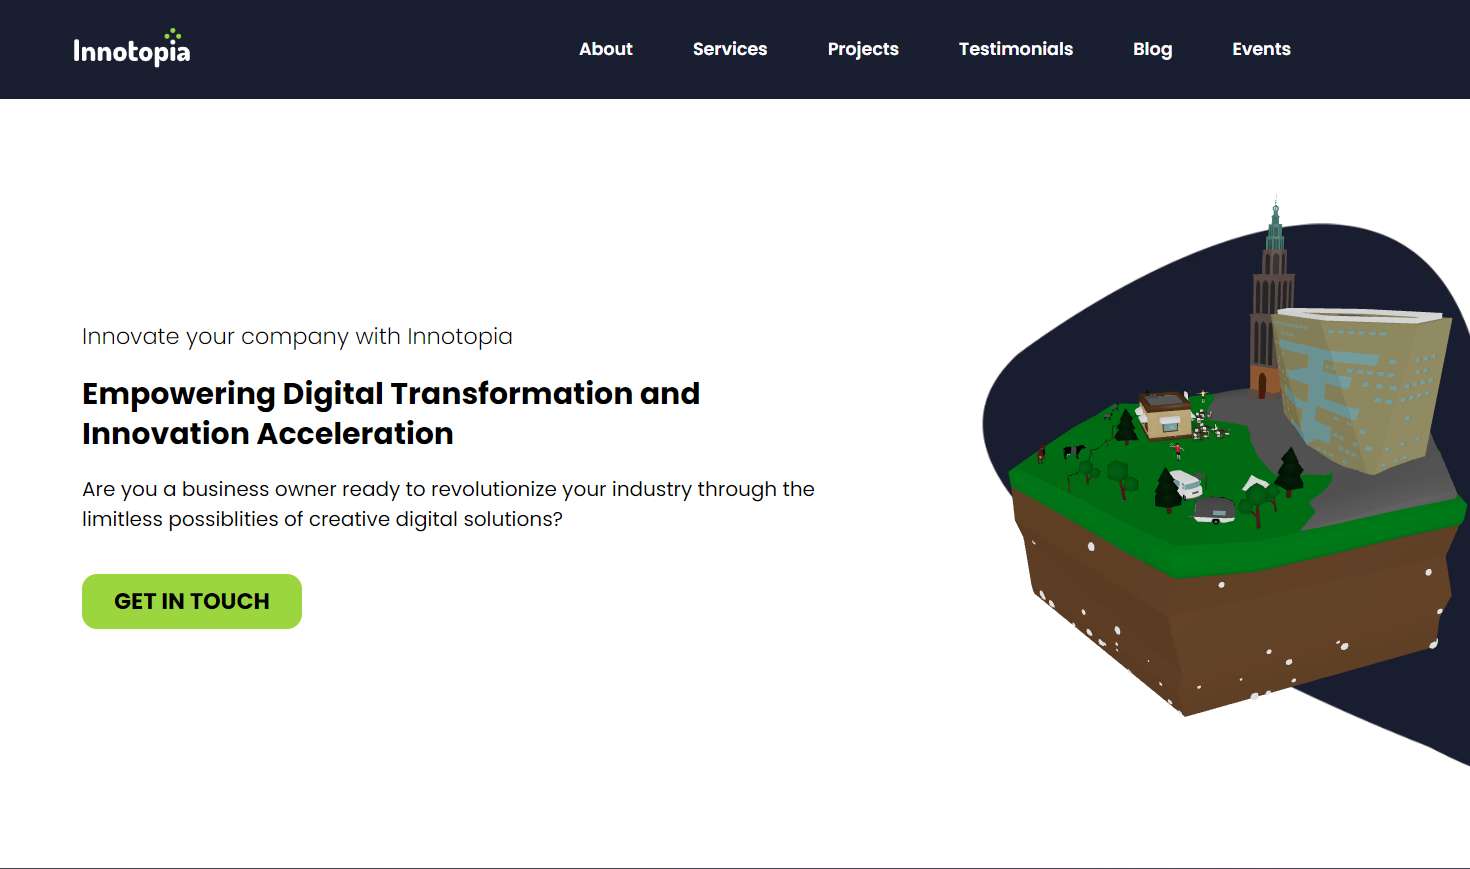 Innotopia
About Services Projects Testimonials Blog Events
Innovate your company with Innotopia
Empowering Digital Transformation and
Innovation Acceleration
Are you a business owner ready to revolutionize your industry through the
limitless possiblities of creative digital solutions?
GET IN TOUCH